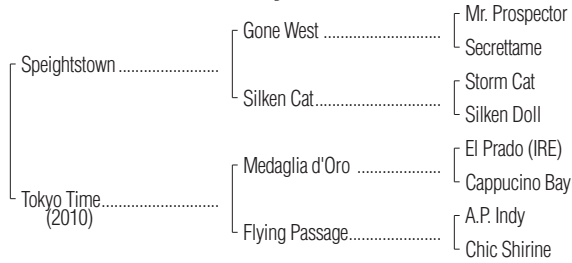 Mr. Prospector
Gone West ..............................
Secrettame
Speightstown .........................
Storm Cat
Silken Cat................................
Silken Doll
El Prado (IRE)
Medaglia d'Oro .....................
Cappucino Bay
Tokyo Time..............................
(2010)
A.P. Indy
Flying Passage.......................
Chic Shirine